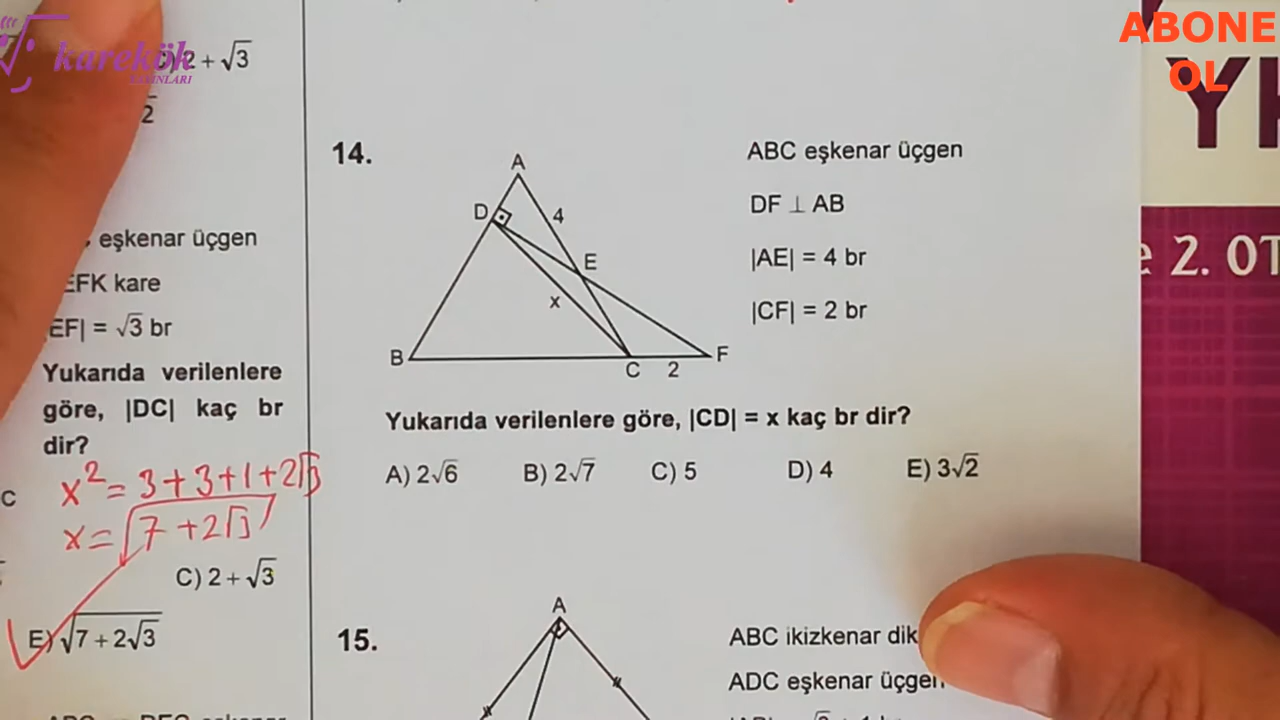 karekök
YAYINLARI
ABONE
OL
2 + √3
2
eşkenar üçgen
EFK kare
EF| = √3 br
Yukarıda verilenlere
göre, |DC| kaç br
dir?
x² = 3+3+1+2√3
x = √7+2√3
C
C) 2 + √3
E) √7 + 2√3
14.
A
D
4
E
x
B
C 2
F
ABC eşkenar üçgen
DF ⊥ AB
|AE| = 4 br
|CF| = 2 br
Yukarıda verilenlere göre, |CD| = x kaç br dir?
A) 2√6 B) 2√7 C) 5 D) 4 E) 3√2
15.
A
ABC ikizkenar dik
ADC eşkenar üçgen
e 2. OT